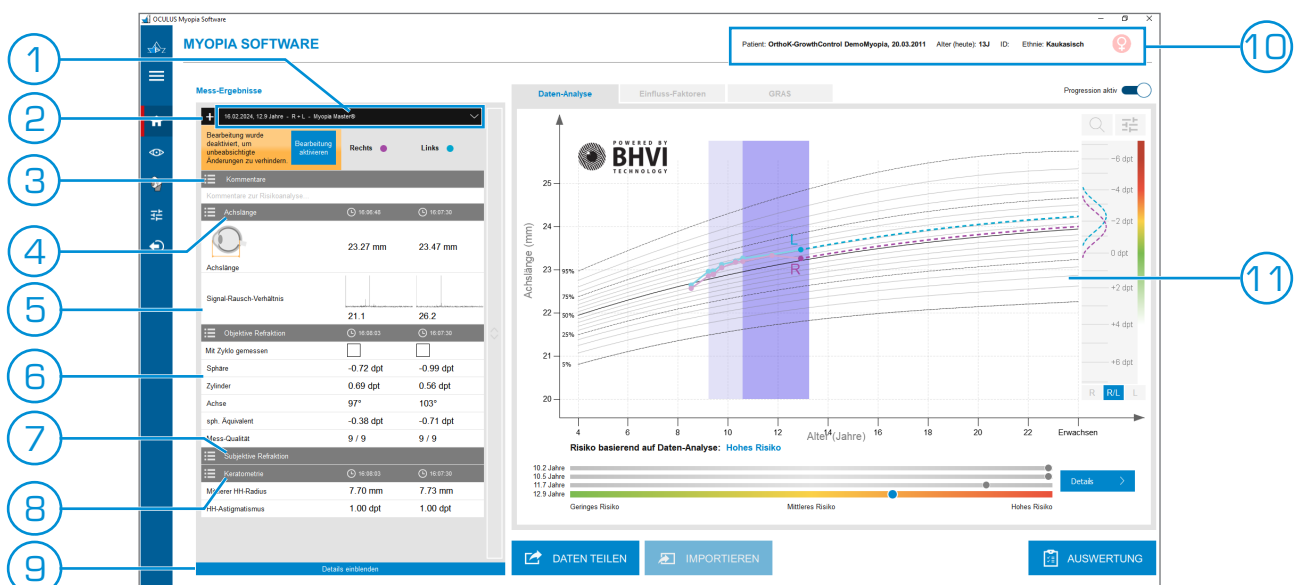 OCULUS Myopia Software
MYOPIA SOFTWARE
Patient: OrthoK-GrowthControl DemoMyopia, 20.03.2011 Alter (heute): 13J ID: Ethnie: Kaukasisch
10
1
2
3
4
5
6
7
8
9
11
Mess-Ergebnisse
16.02.2024, 12.9 Jahre - R + L - Myopia Master®
Bearbeitung wurde
deaktiviert, um
unbeabsichtigte
Änderungen zu verhindern.
Bearbeitung
aktivieren
Rechts
Links
Kommentare
Kommentare zur Risikoanalyse...
Achslänge 16:06:48 16:07:30
23.27 mm 23.47 mm
Achslänge
Signal-Rausch-Verhältnis
21.1 26.2
Objektive Refraktion 16:08:03 16:07:30
Mit Zyklo gemessen
Sphäre -0.72 dpt -0.99 dpt
Zylinder 0.69 dpt 0.56 dpt
Achse 97° 103°
sph. Äquivalent -0.38 dpt -0.71 dpt
Mess-Qualität 9 / 9 9 / 9
Subjektive Refraktion
Keratometrie 16:08:03 16:07:30
Mittlerer HH-Radius 7.70 mm 7.73 mm
HH-Astigmatismus 1.00 dpt 1.00 dpt
Details einblenden
Daten-Analyse Einfluss-Faktoren GRAS
Progression aktiv
POWERED BY
BHVI
TECHNOLOGY
Achslänge (mm)
25
24
23
22
21
20
95%
75%
50%
25%
5%
L
R
−6 dpt
−4 dpt
−2 dpt
0 dpt
+2 dpt
+4 dpt
+6 dpt
R R/L L
4 6 8 10 12 14 16 18 20 22 Erwachsen
Alter (Jahre)
Risiko basierend auf Daten-Analyse: Hohes Risiko
10.2 Jahre
10.5 Jahre
11.7 Jahre
12.9 Jahre
Geringes Risiko Mittleres Risiko Hohes Risiko
Details
DATEN TEILEN
IMPORTIEREN
AUSWERTUNG